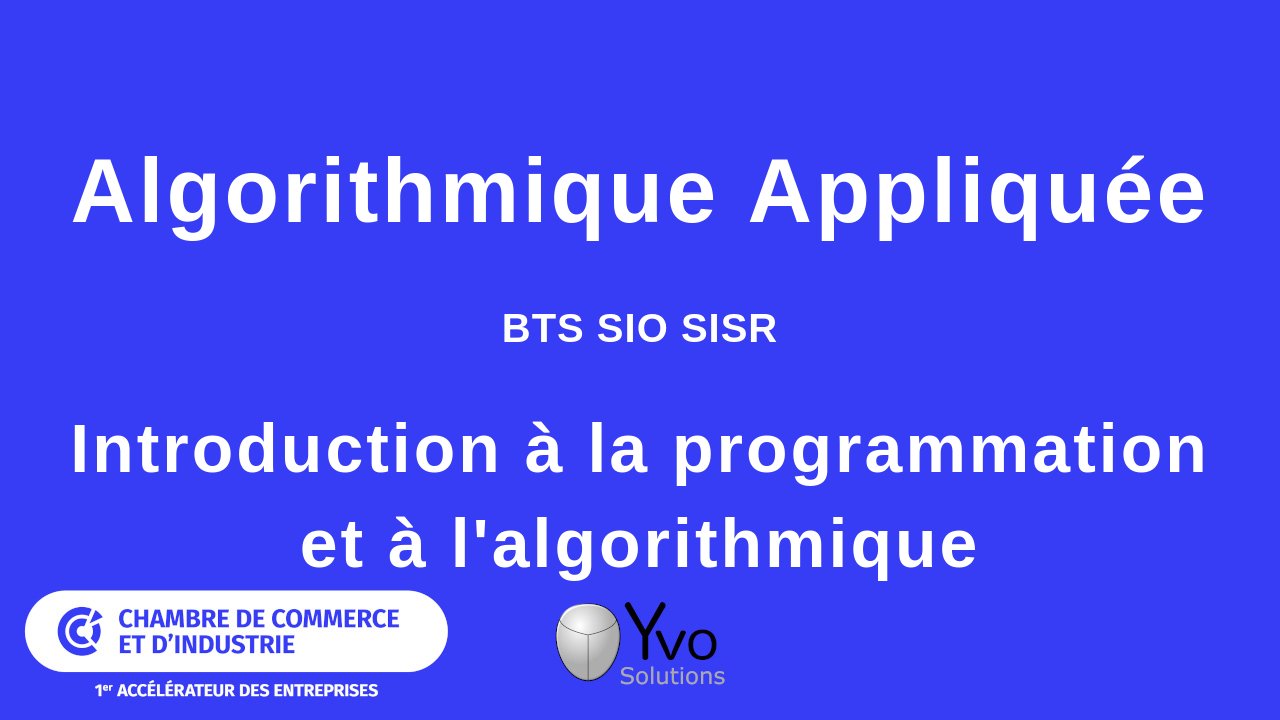 Algorithmique Appliquée
BTS SIO SISR
Introduction à la programmation
et à l'algorithmique
CHAMBRE DE COMMERCE
ET D’INDUSTRIE
1er ACCÉLÉRATEUR DES ENTREPRISES
Yvo
Solutions